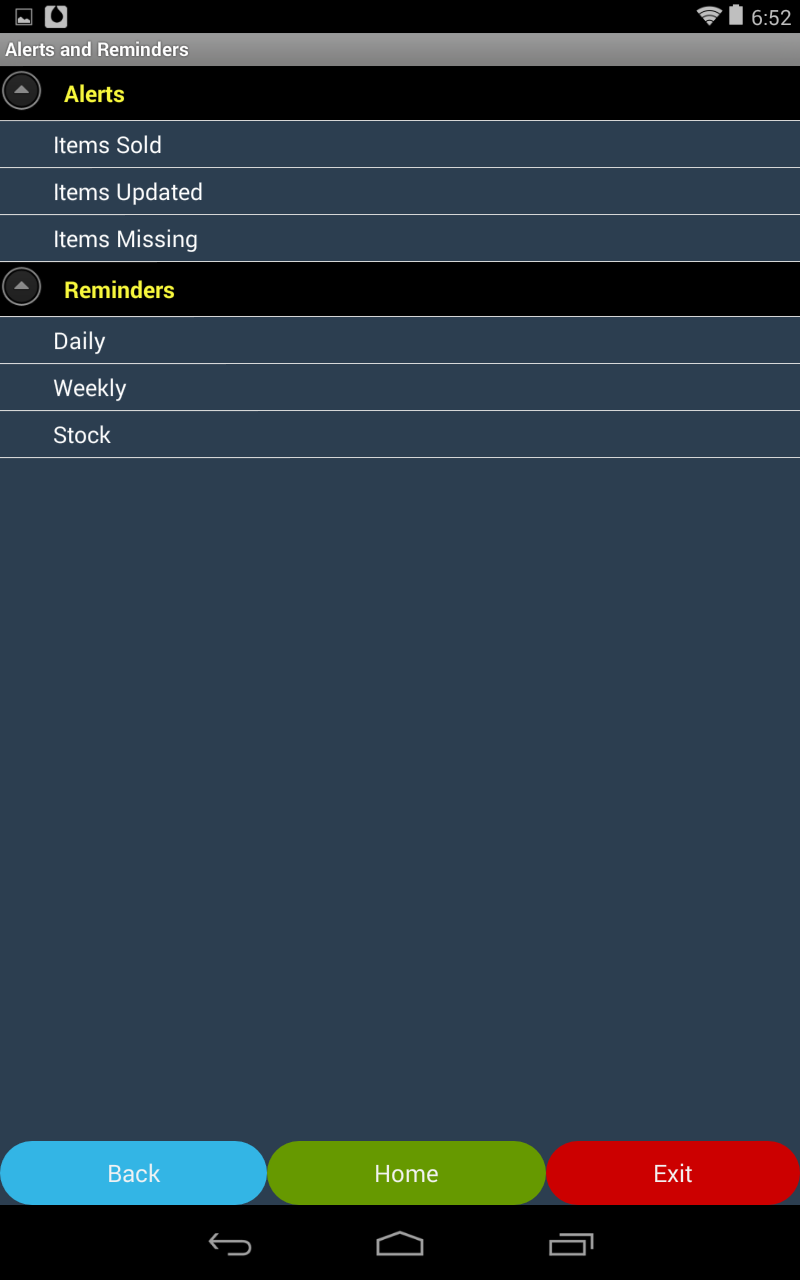 6:52
Alerts and Reminders
Alerts
Items Sold
Items Updated
Items Missing
Reminders
Daily
Weekly
Stock
Back Home Exit